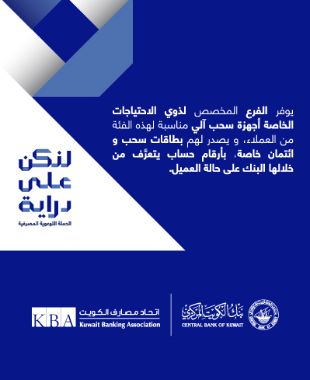 يوفر الفرع المخصص لذوي الاحتياجات
الخاصة أجهزة سحب آلي مناسبة لهذه الفئة
من العملاء، و يصدر لهم بطاقات سحب و
ائتمان خاصة، بأرقام حساب يتعرَّف من
خلالها البنك على حالة العميل.
لنكن
على
دراية
الحملة التوعوية المصرفية
KBA
اتحاد مصارف الكويت
Kuwait Banking Association
بنك الكويت المركزي
CENTRAL BANK OF KUWAIT